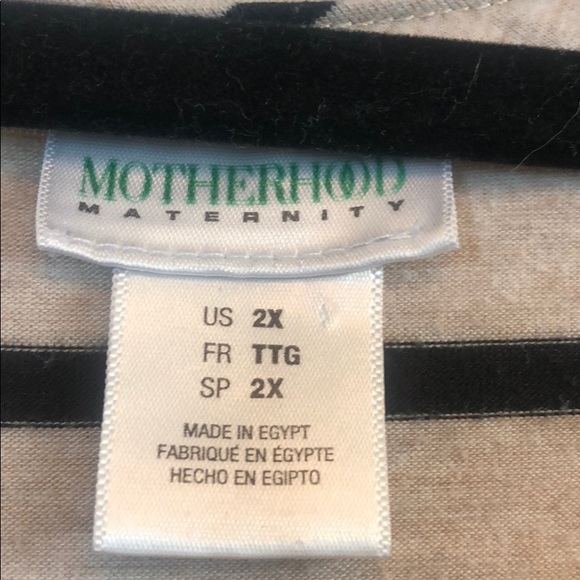 MOTHERHOOD
MATERNITY
US 2X
FR TTG
SP 2X
MADE IN EGYPT
FABRIQUÉ EN ÉGYPTE
HECHO EN EGIPTO